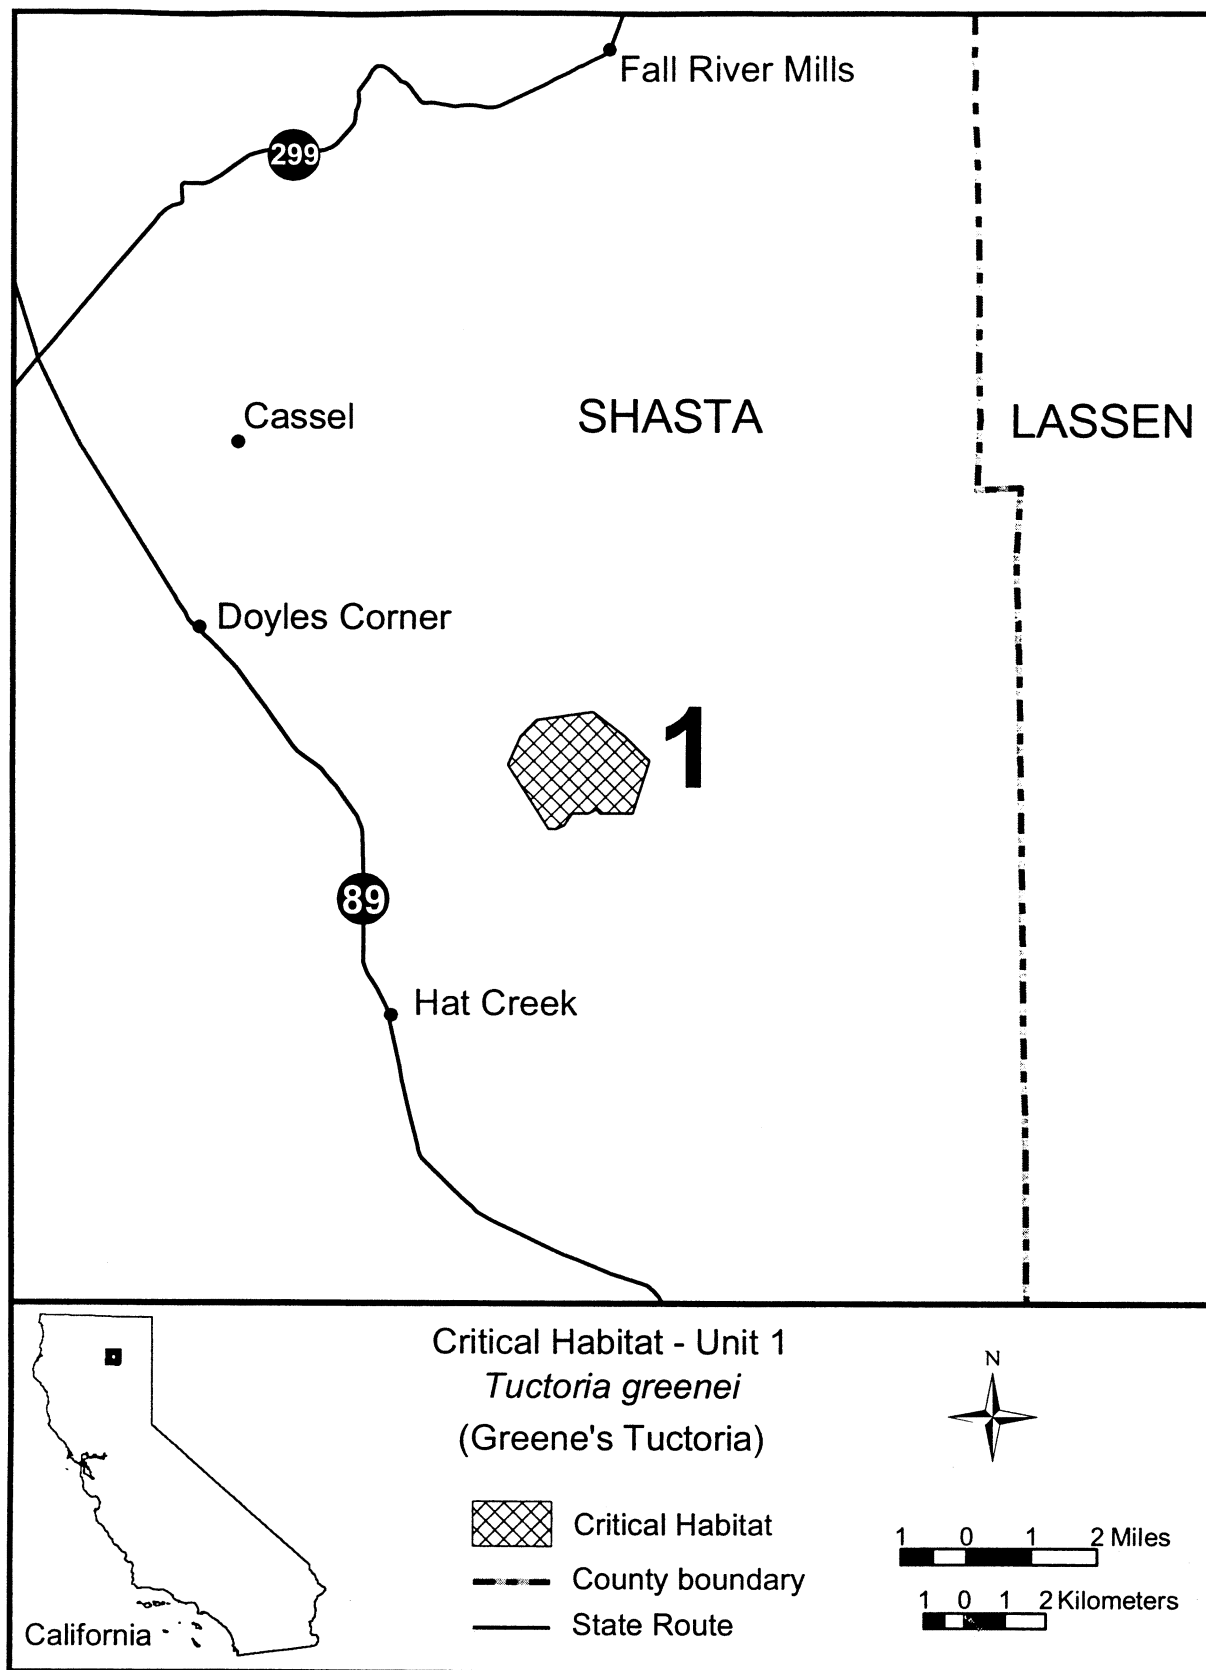 Fall River Mills
299
Cassel
SHASTA
LASSEN
Doyles Corner
1
89
Hat Creek
Critical Habitat - Unit 1
Tuctoria greenei
(Greene's Tuctoria)
N
Critical Habitat
County boundary
State Route
1 0 1 2 Miles
1 0 1 2 Kilometers
California